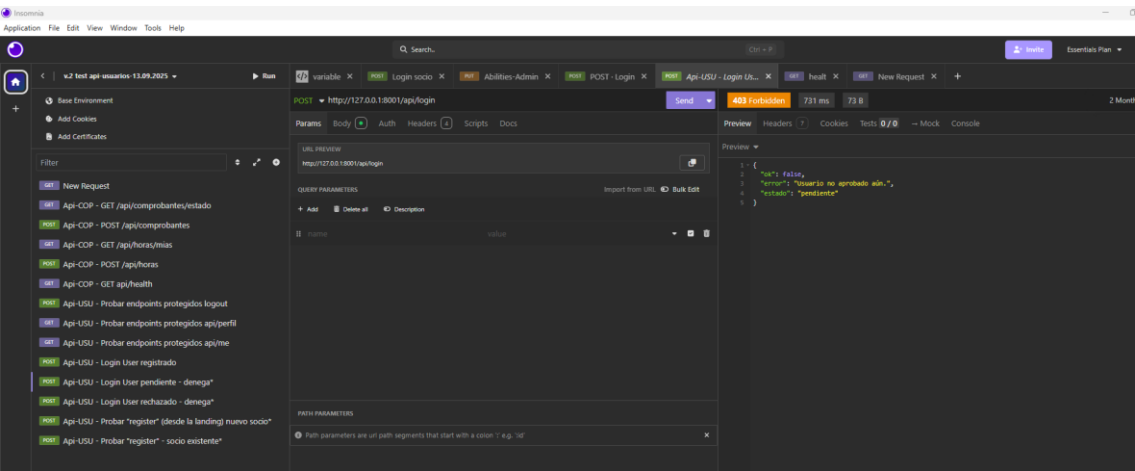 Insomnia
Application File Edit View Window Tools Help
Search.. Ctrl + P Invite Essentials Plan
v.2 test api-usuarios-13.09.2025 Run
variable POST Login socio PUT Abilities-Admin POST POST - Login POST Api-USU - Login Us... GET healt GET New Request
Base Environment
Add Cookies
Add Certificates
Filter
GET New Request
GET Api-COP - GET /api/comprobantes/estado
POST Api-COP - POST /api/comprobantes
GET Api-COP - GET /api/horas/mias
POST Api-COP - POST /api/horas
GET Api-COP - GET api/health
POST Api-USU - Probar endpoints protegidos logout
GET Api-USU - Probar endpoints protegidos api/perfil
GET Api-USU - Probar endpoints protegidos api/me
POST Api-USU - Login User registrado
POST Api-USU - Login User pendiente - denega*
POST Api-USU - Login User rechazado - denega*
POST Api-USU - Probar "register" (desde la landing) nuevo socio*
POST Api-USU - Probar "register" - socio existente*
POST http://127.0.0.1:8001/api/login Send
Params Body Auth Headers 4 Scripts Docs
URL PREVIEW
http://127.0.0.1:8001/api/login
QUERY PARAMETERS Import from URL Bulk Edit
+ Add Delete all Description
name value
PATH PARAMETERS
Path parameters are url path segments that start with a colon ':' e.g. ':id'
403 Forbidden 731 ms 73 B 2 Month
Preview Headers 7 Cookies Tests 0 / 0 → Mock Console
Preview
1 {
2 "ok": false,
3 "error": "Usuario no aprobado aún.",
4 "estado": "pendiente"
5 }